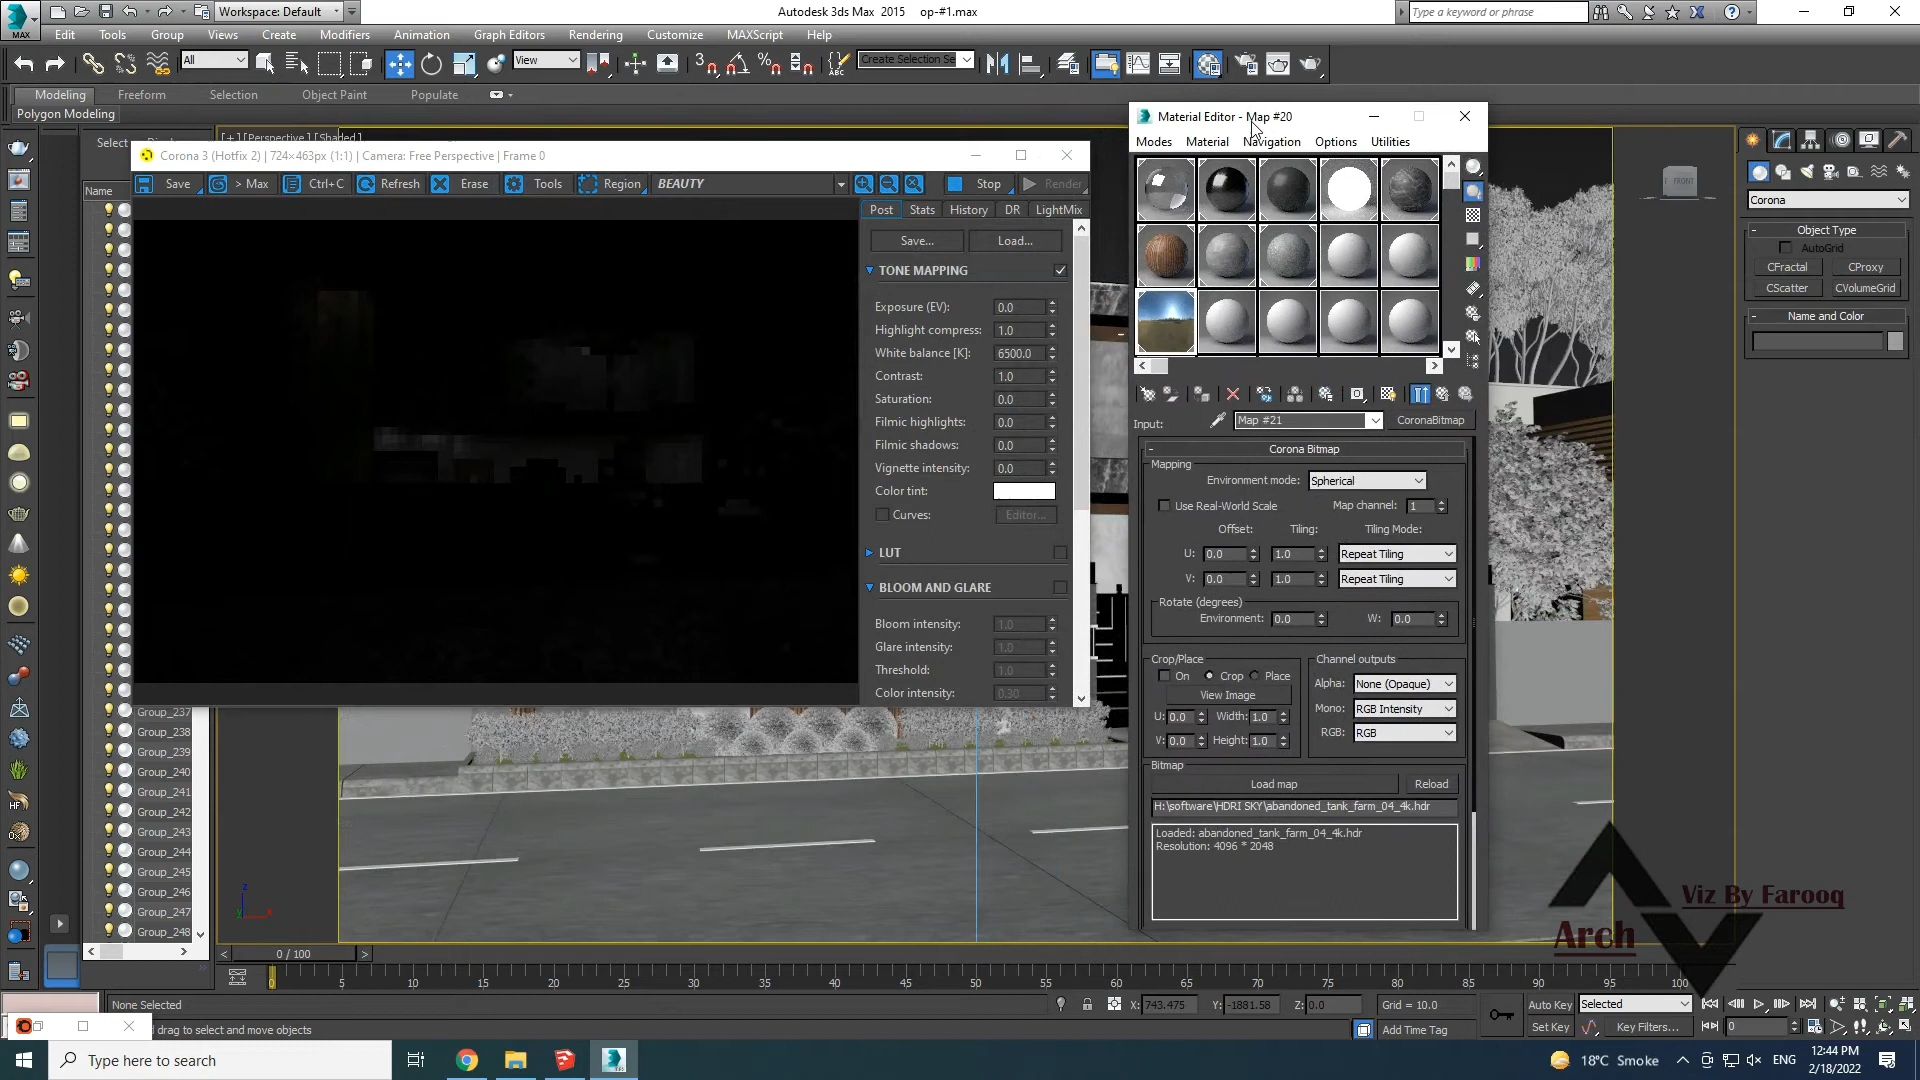 Workspace: Default
Autodesk 3ds Max 2015 op-#1.max
Type a keyword or phrase
MAX
Edit Tools Group Views Create Modifiers Animation Graph Editors Rendering Customize MAXScript Help
All
View
Create Selection Se
Modeling Freeform Selection Object Paint Populate
Polygon Modeling
Select
[+][Perspective][Shaded]
Name
Corona 3 (Hotfix 2) | 724×463px (1:1) | Camera: Free Perspective | Frame 0
Save > Max Ctrl+C Refresh Erase Tools Region BEAUTY Stop Render
Post Stats History DR LightMix
Save... Load...
TONE MAPPING
Exposure (EV): 0.0
Highlight compress: 1.0
White balance [K]: 6500.0
Contrast: 1.0
Saturation: 0.0
Filmic highlights: 0.0
Filmic shadows: 0.0
Vignette intensity: 0.0
Color tint:
Curves: Editor...
LUT
BLOOM AND GLARE
Bloom intensity: 1.0
Glare intensity: 1.0
Threshold: 1.0
Color intensity: 0.30
Material Editor - Map #20
Modes Material Navigation Options Utilities
Input: Map #21 CoronaBitmap
Corona Bitmap
Mapping
Environment mode: Spherical
Use Real-World Scale Map channel: 1
Offset: Tiling: Tiling Mode:
U: 0.0 1.0 Repeat Tiling
V: 0.0 1.0 Repeat Tiling
Rotate (degrees)
Environment: 0.0 W: 0.0
Crop/Place
On Crop Place
View Image
U: 0.0 Width: 1.0
V: 0.0 Height: 1.0
Channel outputs
Alpha: None (Opaque)
Mono: RGB Intensity
RGB: RGB
Bitmap
Load map Reload
H:\software\HDRI SKY\abandoned_tank_farm_04_4k.hdr
Loaded: abandoned_tank_farm_04_4k.hdr
Resolution: 4096 * 2048
FRONT
Corona
Object Type
AutoGrid
CFractal CProxy
CScatter CVolumeGrid
Name and Color
Group_237
Group_238
Group_239
Group_240
Group_241
Group_242
Group_243
Group_244
Group_245
Group_246
Group_247
Group_248
Viz By Farooq
Arch
0 / 100
0 5 10 15 20 25 30 35 40 45 50 55 60 65 70 75 80 85 90 95 100
None Selected
X: 743.475 Y: -1881.58 Z: 0.0 Grid = 10.0
Auto Key Selected
drag to select and move objects
Add Time Tag
Set Key Key Filters... 0
Type here to search
18°C Smoke
ENG
12:44 PM
2/18/2022